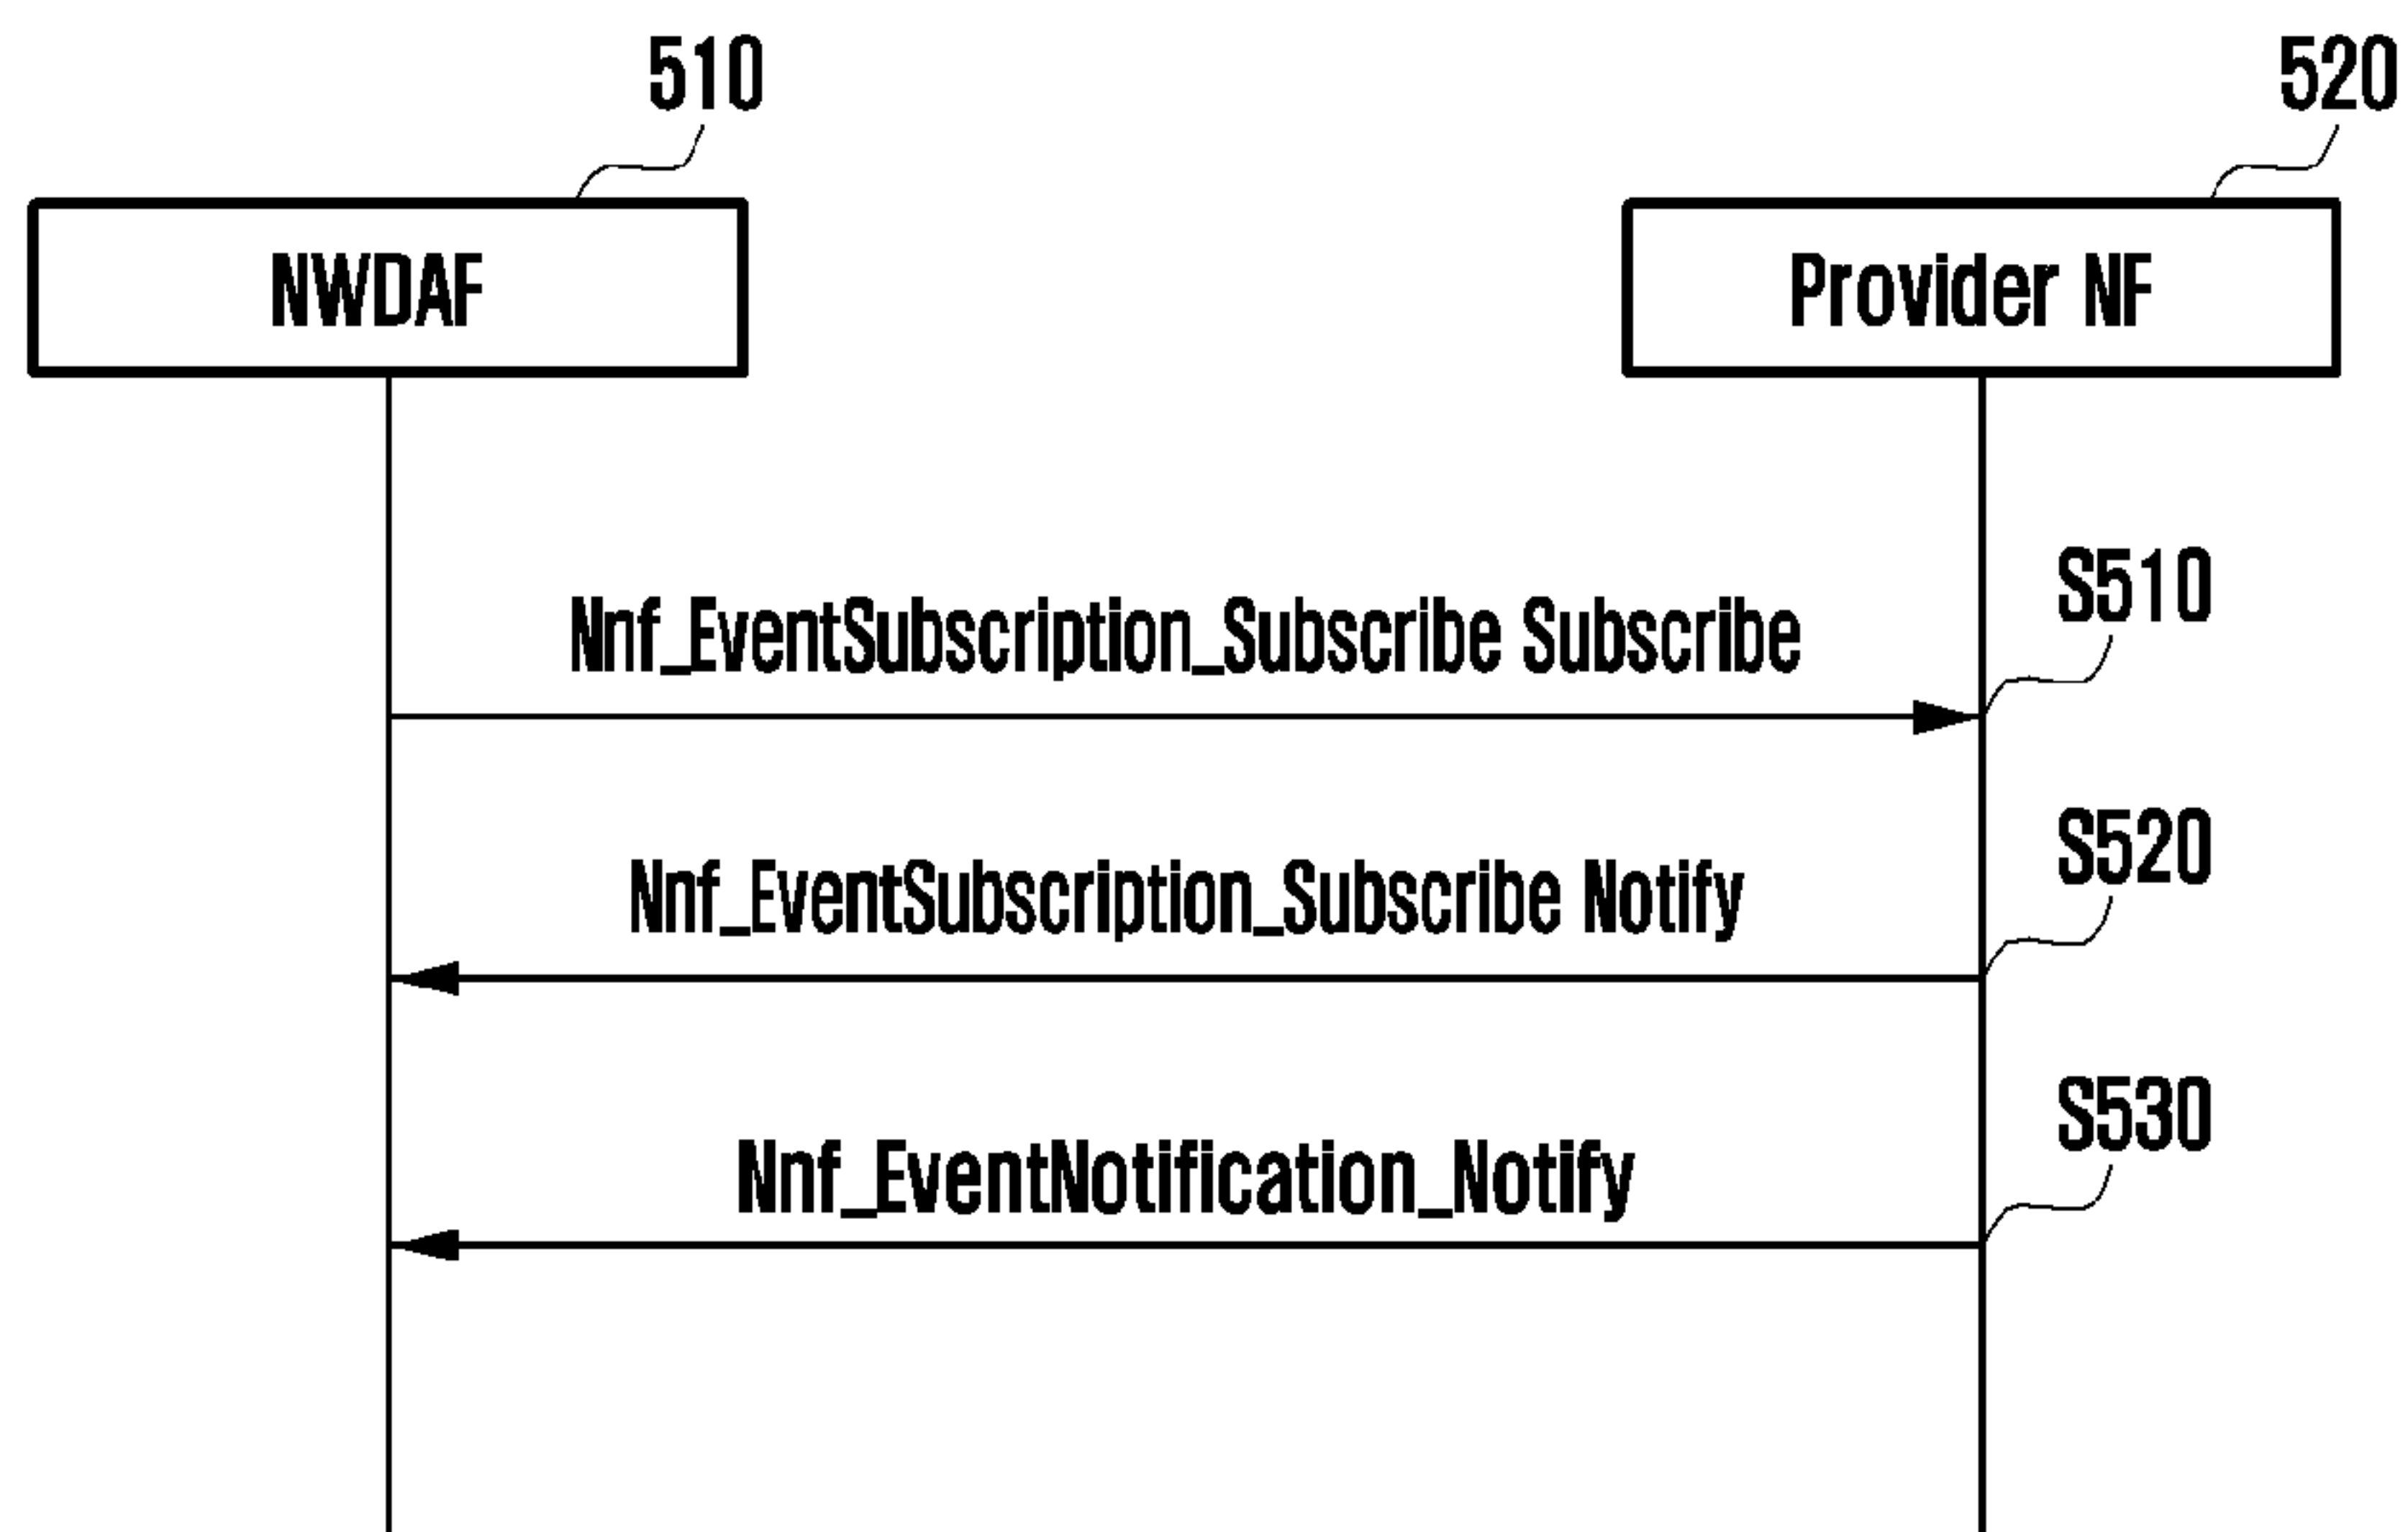 510
520
NWDAF
Provider NF
S510
Nnf_EventSubscription_Subscribe Subscribe
S520
Nnf_EventSubscription_Subscribe Notify
S530
Nnf_EventNotification_Notify